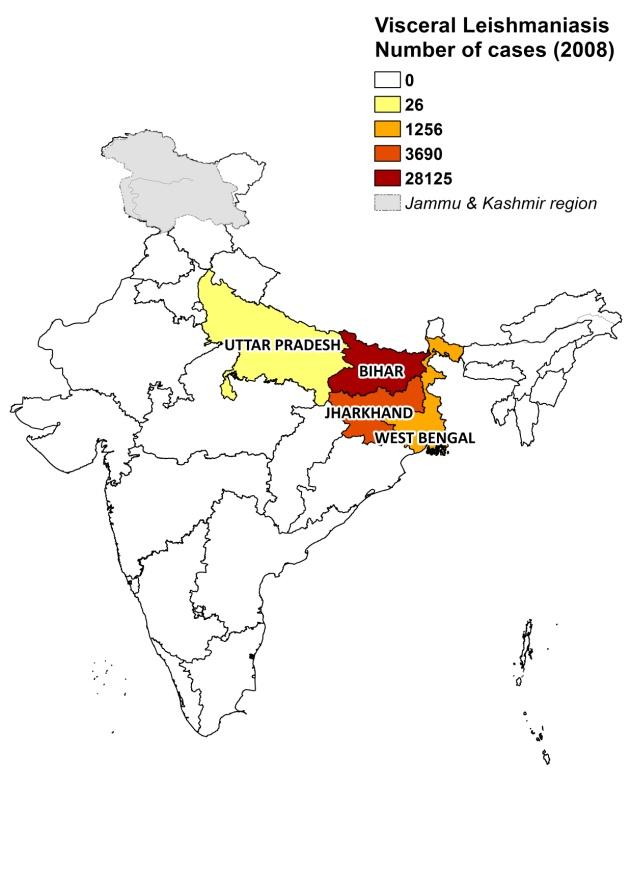 Visceral Leishmaniasis
Number of cases (2008)
0
26
1256
3690
28125
Jammu & Kashmir region
UTTAR PRADESH
BIHAR
JHARKHAND
WEST BENGAL